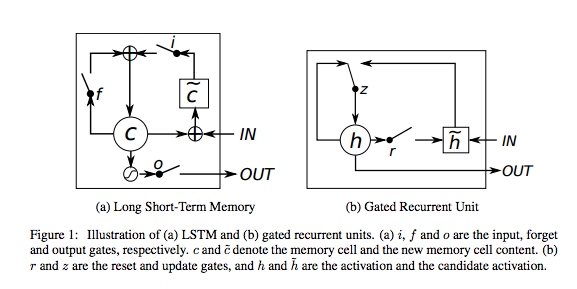 i
f
c̃
c
IN
o
OUT
z
h
r
h̃
IN
OUT
(a) Long Short-Term Memory
(b) Gated Recurrent Unit
Figure 1: Illustration of (a) LSTM and (b) gated recurrent units. (a) i, f and o are the input, forget
and output gates, respectively. c and c̃ denote the memory cell and the new memory cell content. (b)
r and z are the reset and update gates, and h and h̃ are the activation and the candidate activation.